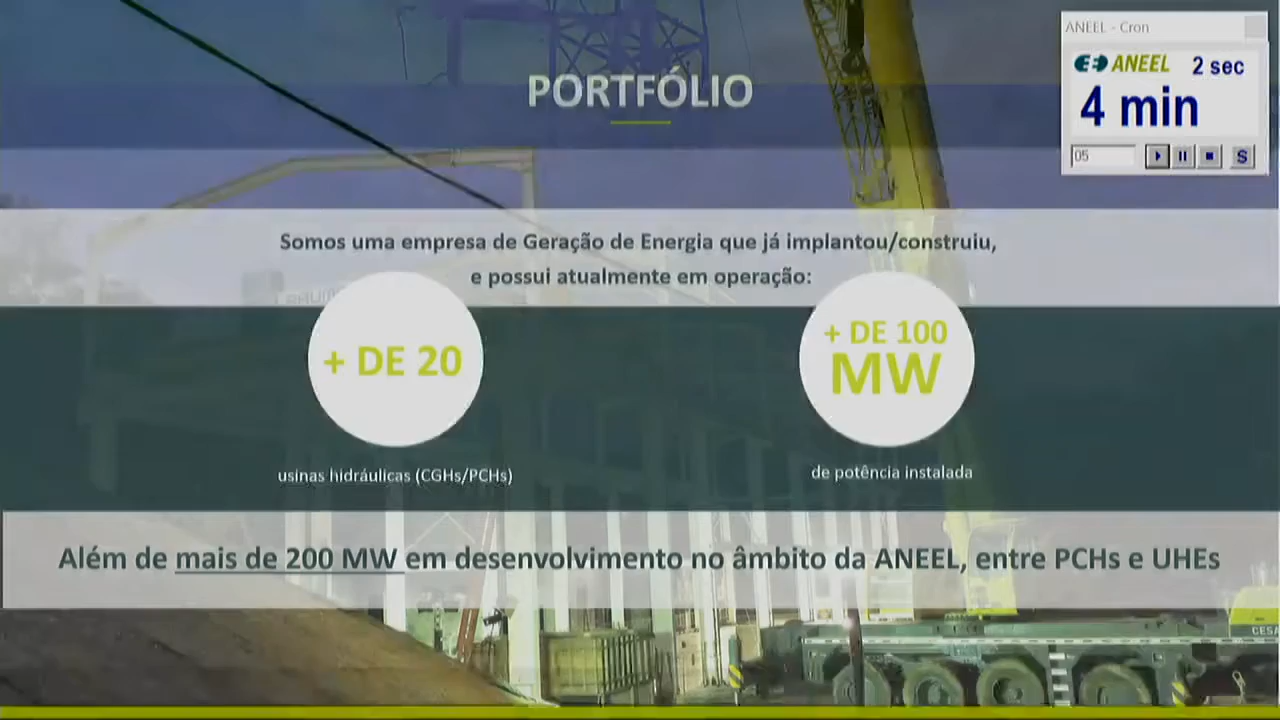 ANEEL - Cron
ANEEL 2 sec
4 min
05
S
PORTFÓLIO
Somos uma empresa de Geração de Energia que já implantou/construiu,
e possui atualmente em operação:
+ DE 20
+ DE 100
MW
usinas hidráulicas (CGHs/PCHs)
de potência instalada
Além de mais de 200 MW em desenvolvimento no âmbito da ANEEL, entre PCHs e UHEs